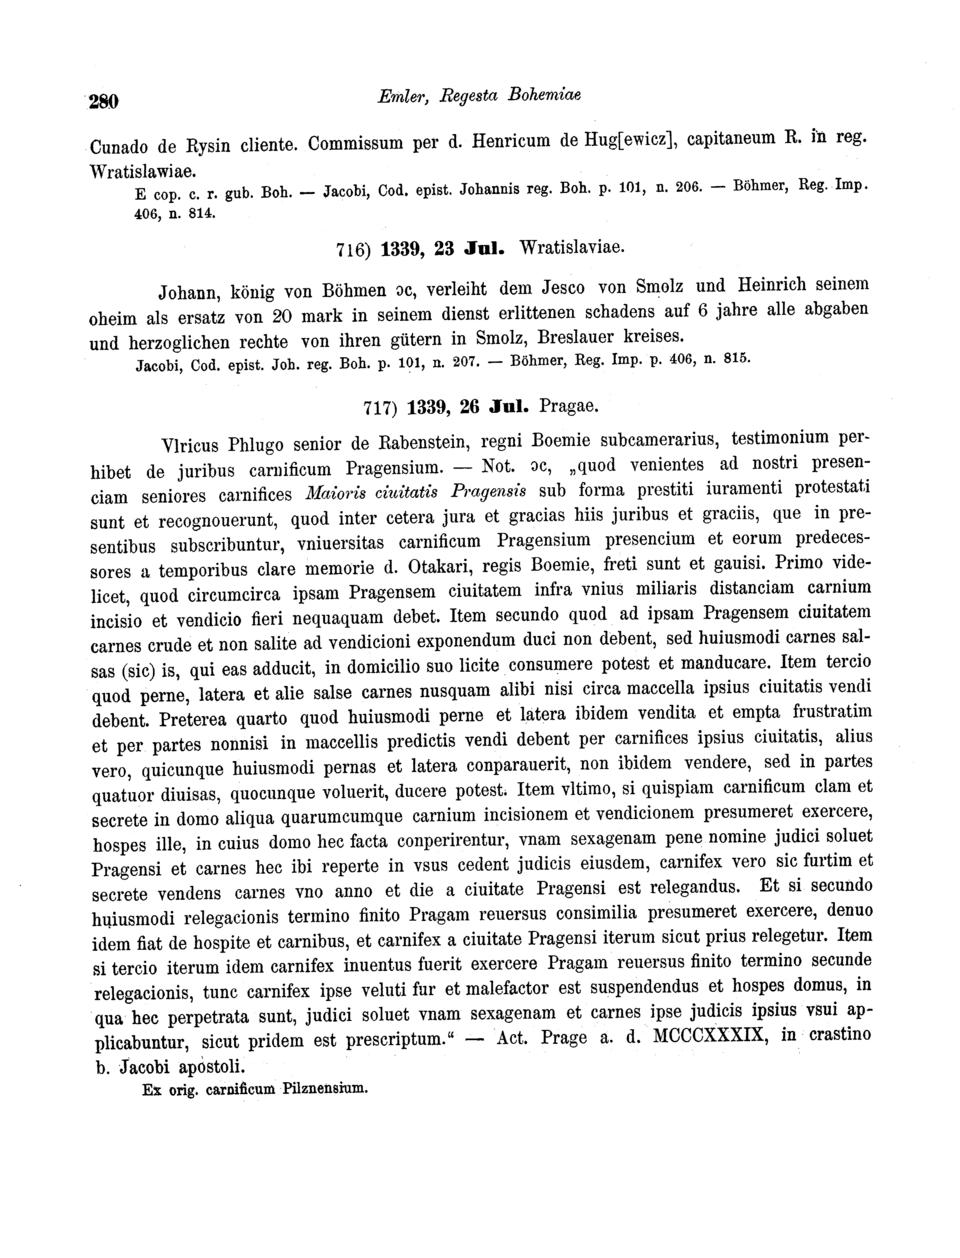 280
Emler, Regesta Bohemiae
Cunado de Rysin cliente. Commissum per d. Henricum de Hug[ewicz], capitaneum R. in reg.
Wratislawiae.
E cop. c. r. gub. Boh. — Jacobi, Cod. epist. Johannis reg. Boh. p. 101, n. 206. — Böhmer, Reg. Imp.
406, n. 814.
716) 1339, 23 Jul. Wratislaviae.
Johann, könig von Böhmen ɔc, verleiht dem Jesco von Smolz und Heinrich seinem
oheim als ersatz von 20 mark in seinem dienst erlittenen schadens auf 6 jahre alle abgaben
und herzoglichen rechte von ihren gütern in Smolz, Breslauer kreises.
Jacobi, Cod. epist. Joh. reg. Boh. p. 101, n. 207. — Böhmer, Reg. Imp. p. 406, n. 815.
717) 1339, 26 Jul. Pragae.
Vlricus Phlugo senior de Rabenstein, regni Boemie subcamerarius, testimonium per-
hibet de juribus carnificum Pragensium. — Not. ɔc, „quod venientes ad nostri presen-
ciam seniores carnifices Maioris ciuitatis Pragensis sub forma prestiti iuramenti protestati
sunt et recognouerunt, quod inter cetera jura et gracias hiis juribus et graciis, que in pre-
sentibus subscribuntur, vniuersitas carnificum Pragensium presencium et eorum predeces-
sores a temporibus clare memorie d. Otakari, regis Boemie, freti sunt et gauisi. Primo vide-
licet, quod circumcirca ipsam Pragensem ciuitatem infra vnius miliaris distanciam carnium
incisio et vendicio fieri nequaquam debet. Item secundo quod ad ipsam Pragensem ciuitatem
carnes crude et non salite ad vendicioni exponendum duci non debent, sed huiusmodi carnes sal-
sas (sic) is, qui eas adducit, in domicilio suo licite consumere potest et manducare. Item tercio
quod perne, latera et alie salse carnes nusquam alibi nisi circa maccella ipsius ciuitatis vendi
debent. Preterea quarto quod huiusmodi perne et latera ibidem vendita et empta frustratim
et per partes nonnisi in maccellis predictis vendi debent per carnifices ipsius ciuitatis, alius
vero, quicunque huiusmodi pernas et latera conparauerit, non ibidem vendere, sed in partes
quatuor diuisas, quocunque voluerit, ducere potest. Item vltimo, si quispiam carnificum clam et
secrete in domo aliqua quarumcumque carnium incisionem et vendicionem presumeret exercere,
hospes ille, in cuius domo hec facta conperirentur, vnam sexagenam pene nomine judici soluet
Pragensi et carnes hec ibi reperte in vsus cedent judicis eiusdem, carnifex vero sic furtim et
secrete vendens carnes vno anno et die a ciuitate Pragensi est relegandus. Et si secundo
huiusmodi relegacionis termino finito Pragam reuersus consimilia presumeret exercere, denuo
idem fiat de hospite et carnibus, et carnifex a ciuitate Pragensi iterum sicut prius relegetur. Item
si tercio iterum idem carnifex inuentus fuerit exercere Pragam reuersus finito termino secunde
relegacionis, tunc carnifex ipse veluti fur et malefactor est suspendendus et hospes domus, in
qua hec perpetrata sunt, judici soluet vnam sexagenam et carnes ipse judicis ipsius vsui ap-
plicabuntur, sicut pridem est prescriptum.“ — Act. Prage a. d. MCCCXXXIX, in crastino
b. Jacobi apostoli.
Ex orig. carnificum Pilznensium.